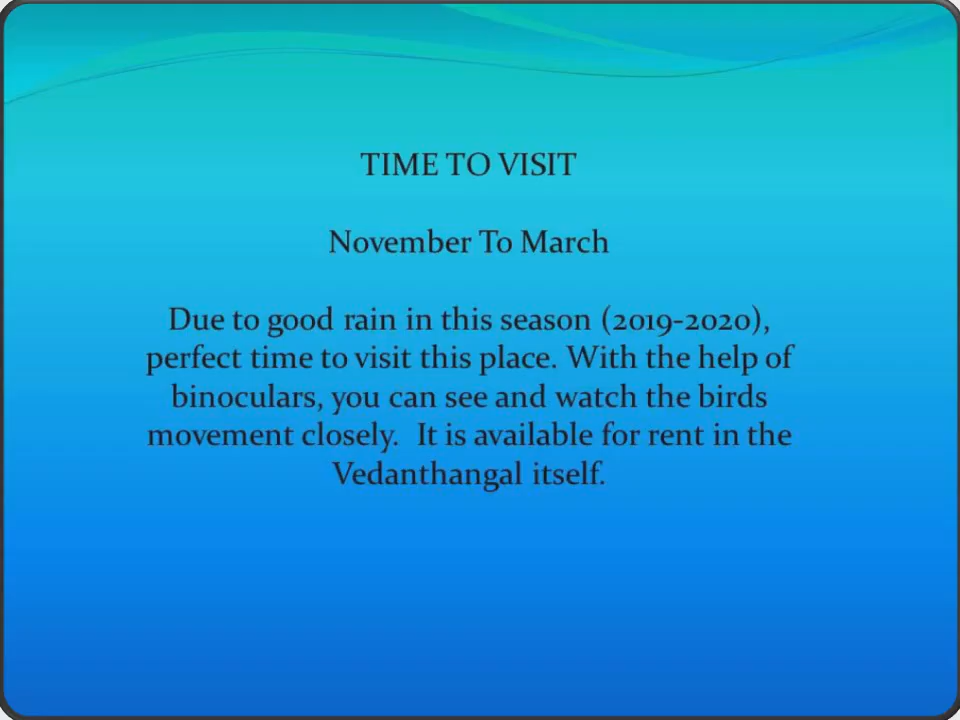 TIME TO VISIT
November To March
Due to good rain in this season (2019-2020),
perfect time to visit this place. With the help of
binoculars, you can see and watch the birds
movement closely.  It is available for rent in the
Vedanthangal itself.